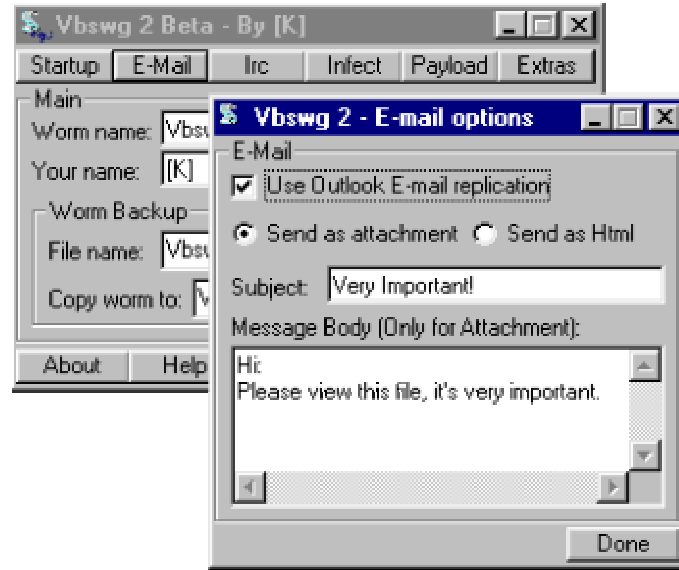 Vbswg 2 Beta - By [K]
Startup E-Mail Irc Infect Payload Extras
Main
Worm name:
Your name: [K]
Worm Backup
File name:
Copy worm to:
About Help
Vbswg 2 - E-mail options
E-Mail
Use Outlook E-mail replication
Send as attachment Send as Html
Subject: Very Important!
Message Body (Only for Attachment):
Hi:
Please view this file, it's very important.
Done